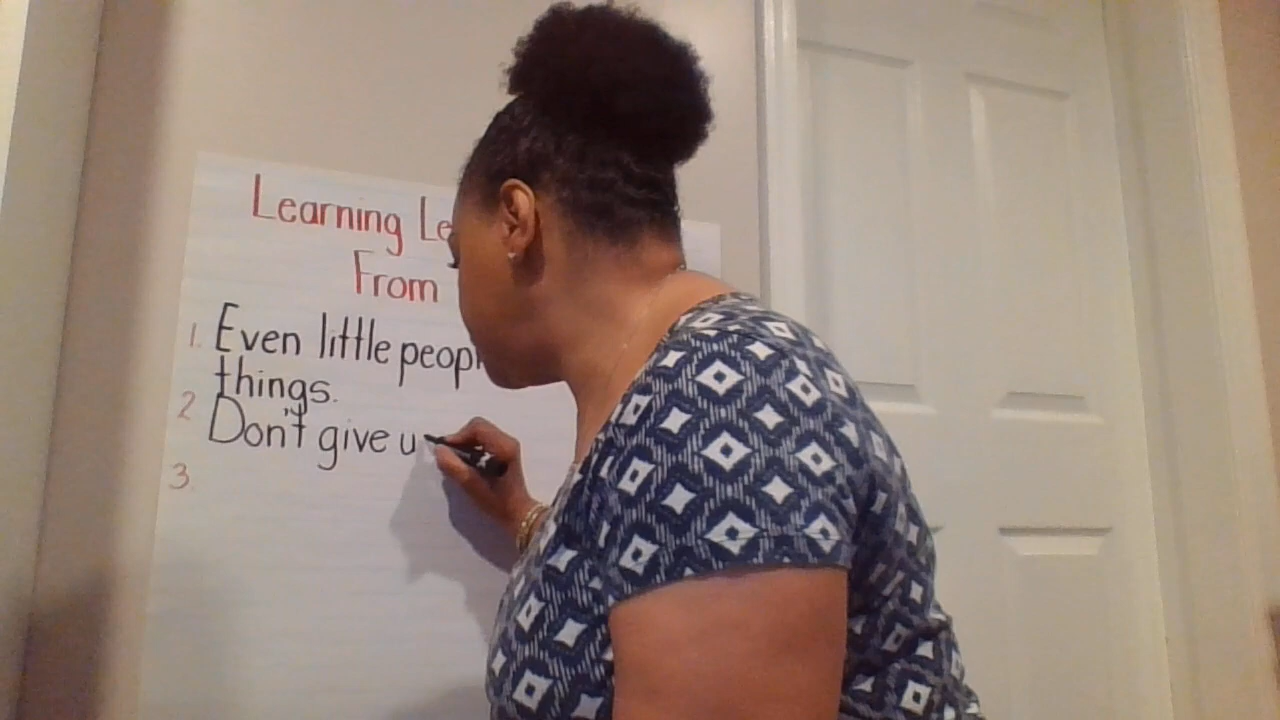 Learning Le
From
1. Even little peop
things.
2 Don't give u
3.